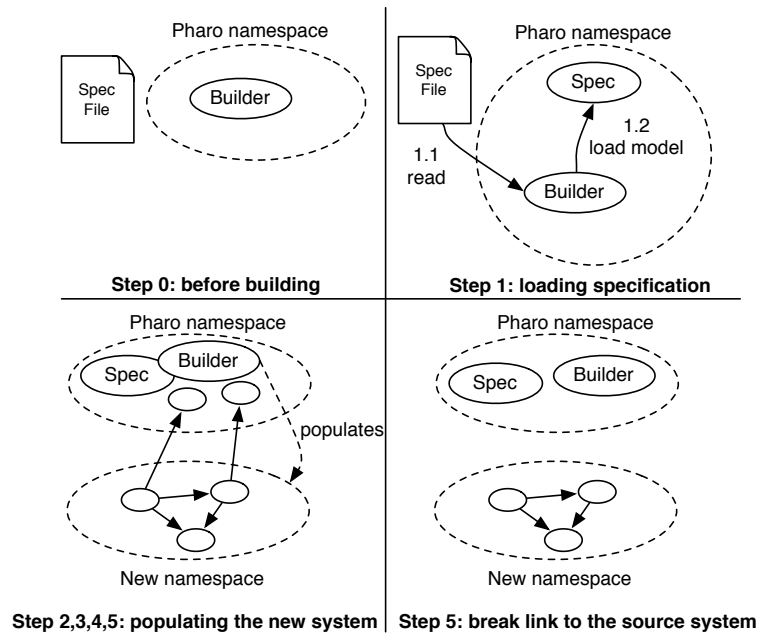 Pharo namespace
Spec
File
Builder
Step 0: before building
Pharo namespace
Spec
File
Spec
1.2
load model
1.1
read
Builder
Step 1: loading specification
Pharo namespace
Spec
Builder
populates
New namespace
Step 2,3,4,5: populating the new system
Pharo namespace
Spec
Builder
New namespace
Step 5: break link to the source system